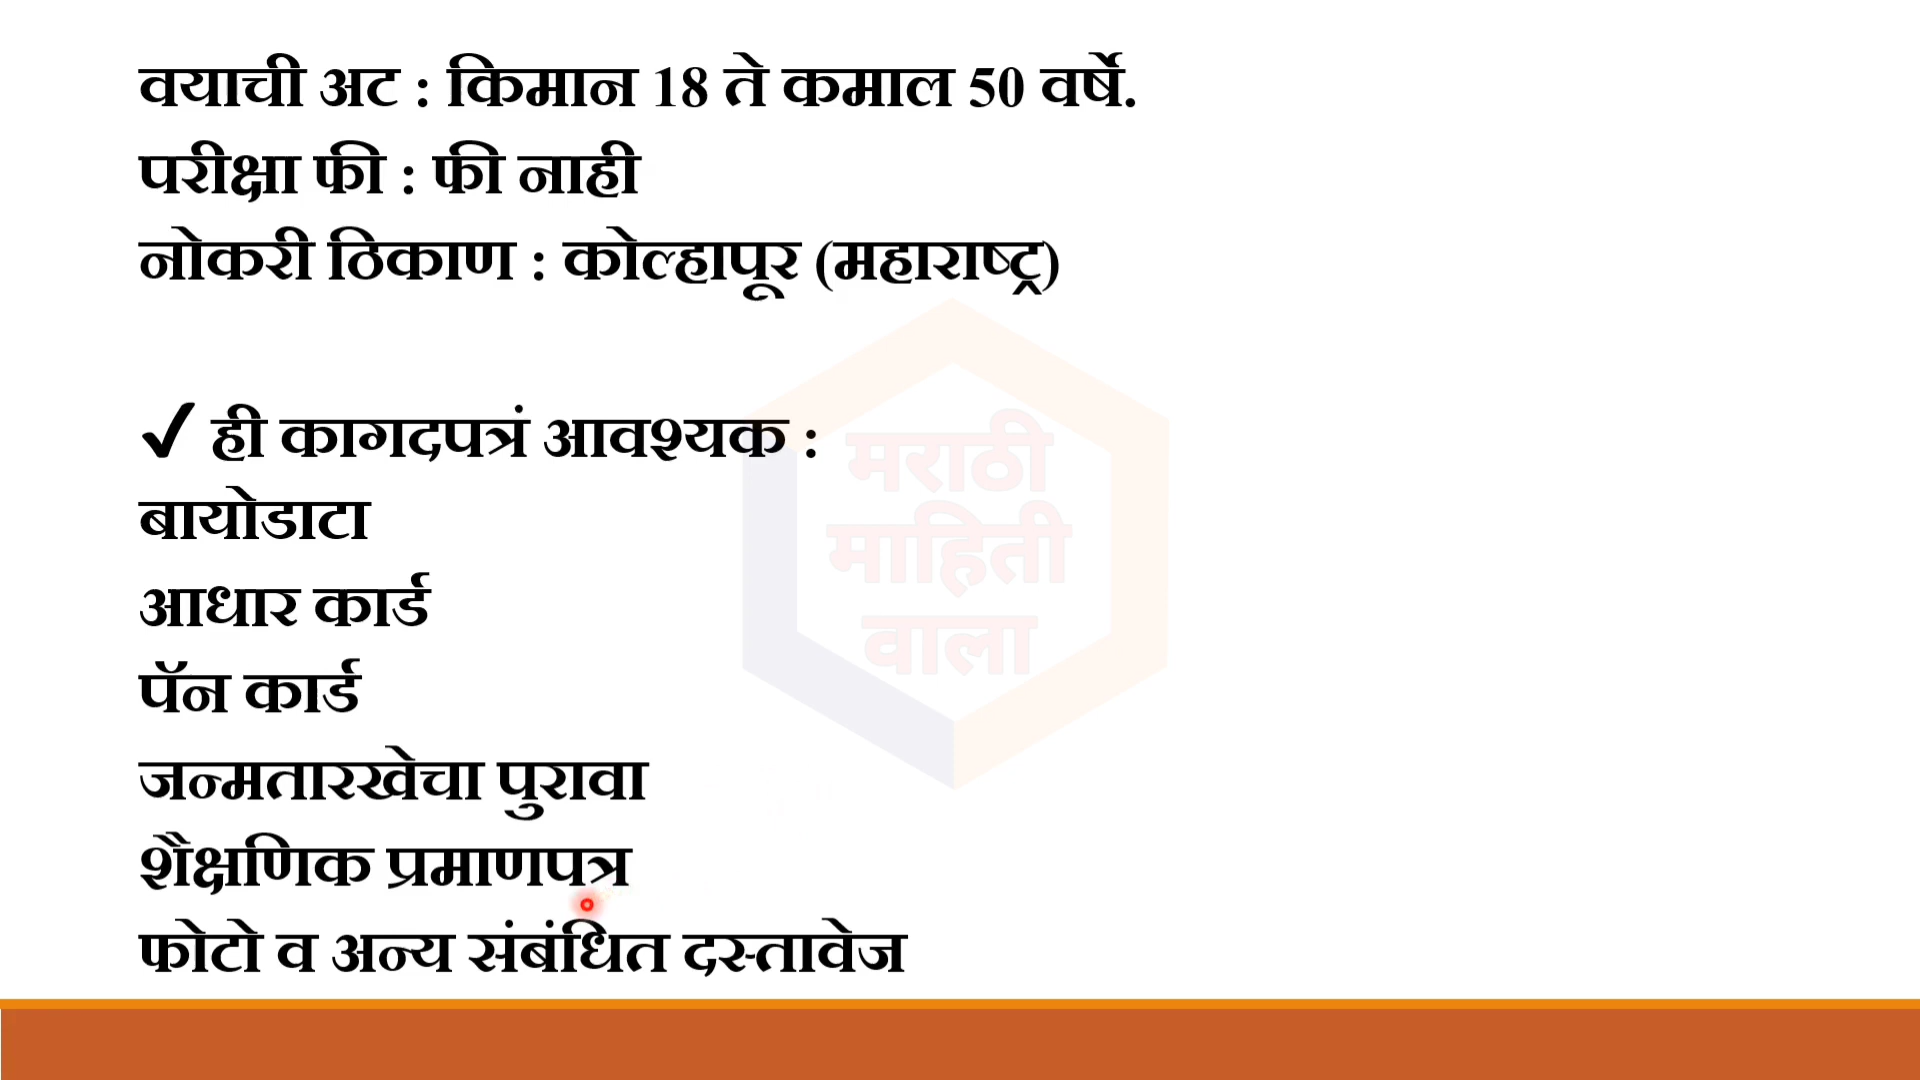 वयाची अट : किमान 18 ते कमाल 50 वर्षे.
परीक्षा फी : फी नाही
नोकरी ठिकाण : कोल्हापूर (महाराष्ट्र)
✓ ही कागदपत्रं आवश्यक :
बायोडाटा
आधार कार्ड
पॅन कार्ड
जन्मतारखेचा पुरावा
शैक्षणिक प्रमाणपत्र
फोटो व अन्य संबंधित दस्तावेज
मराठी
माहिती
वाला